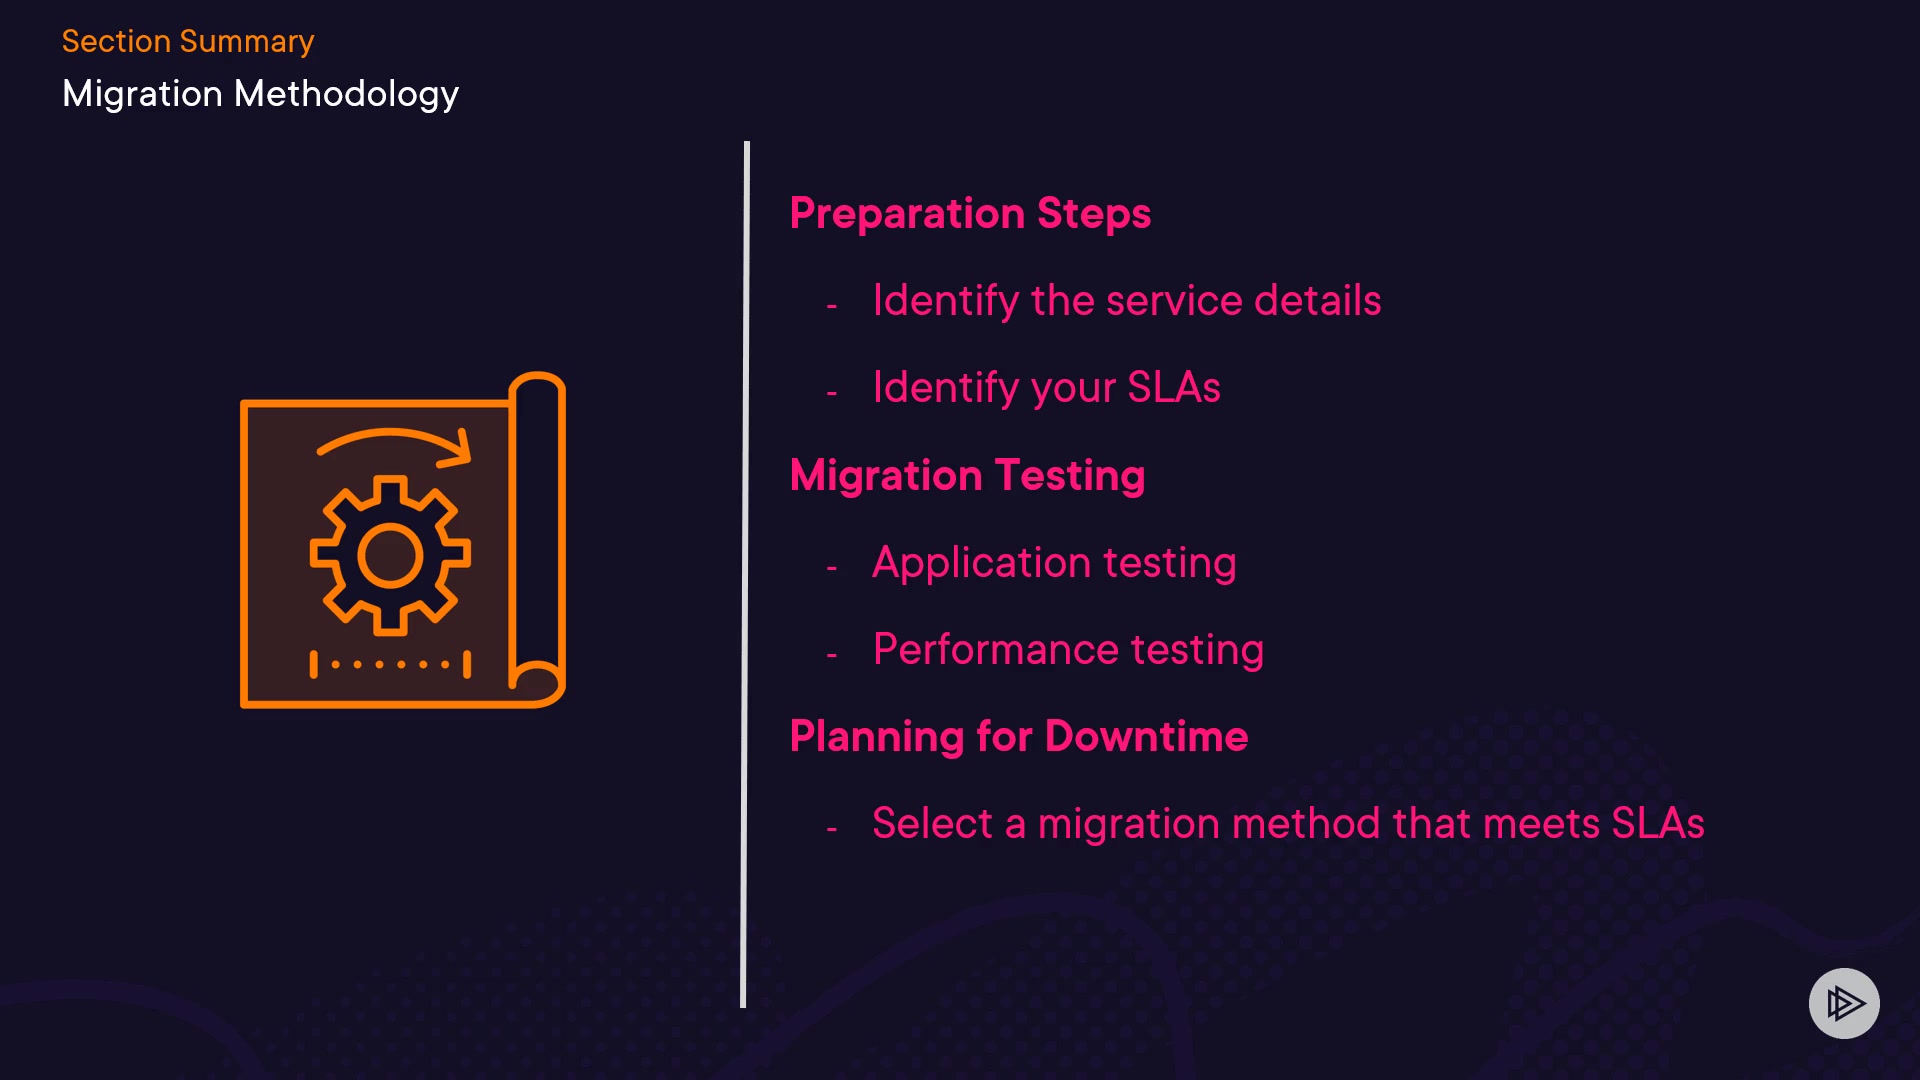 Section Summary
Migration Methodology
Preparation Steps
- Identify the service details
- Identify your SLAs
Migration Testing
- Application testing
- Performance testing
Planning for Downtime
- Select a migration method that meets SLAs